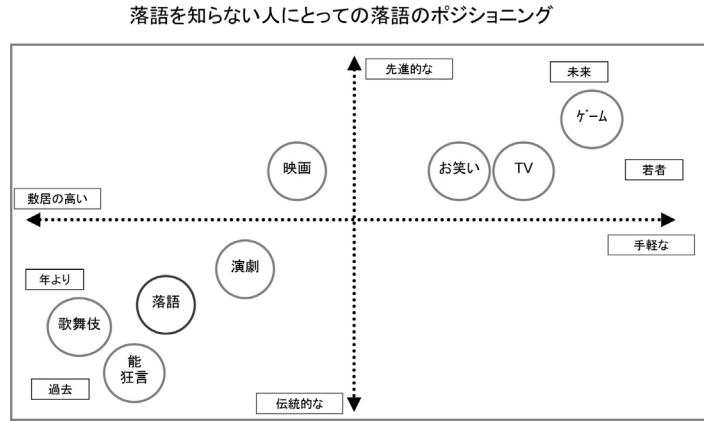 落語を知らない人にとっての落語のポジショニング
先進的な
未来
ゲーム
映画
お笑い
TV
若者
敷居の高い
手軽な
演劇
年より
落語
歌舞伎
能
狂言
過去
伝統的な